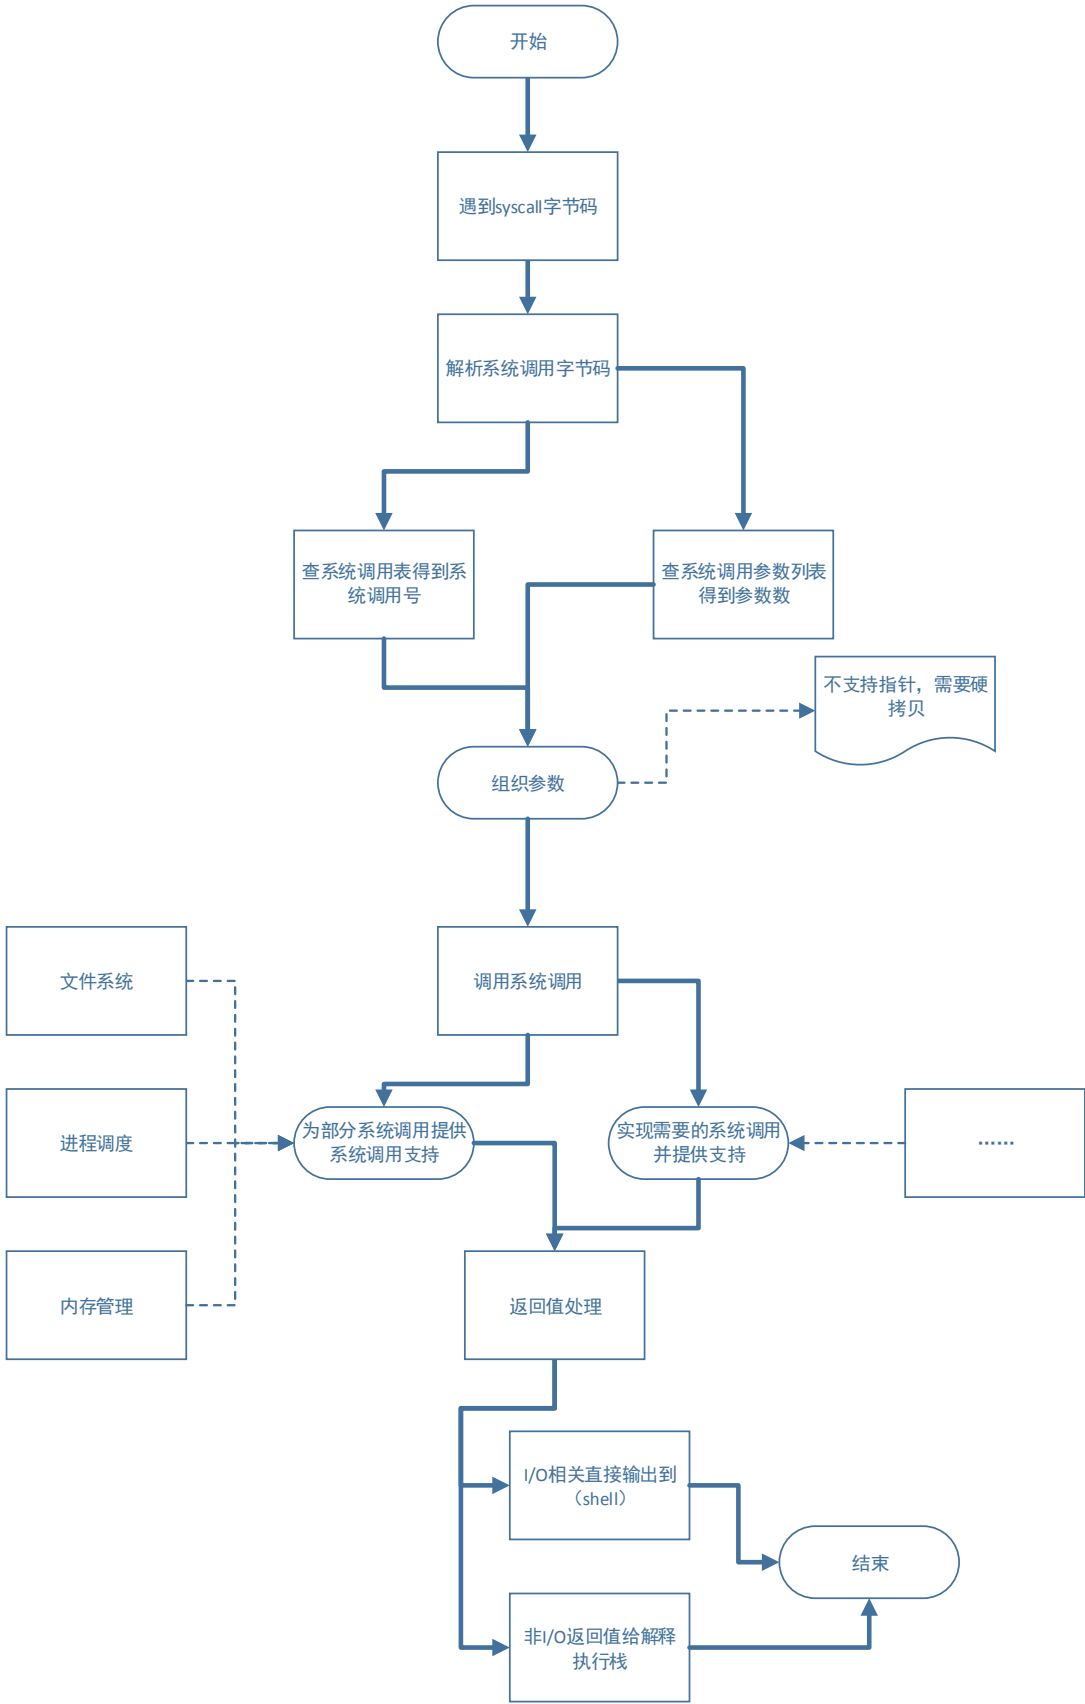 开始
遇到syscall字节码
解析系统调用字节码
查系统调用表得到系
统调用号
查系统调用参数列表
得到参数数
不支持指针，需要硬
拷贝
组织参数
文件系统
调用系统调用
进程调度
为部分系统调用提供
系统调用支持
实现需要的系统调用
并提供支持
……
内存管理
返回值处理
I/O相关直接输出到
（shell）
结束
非I/O返回值给解释
执行栈